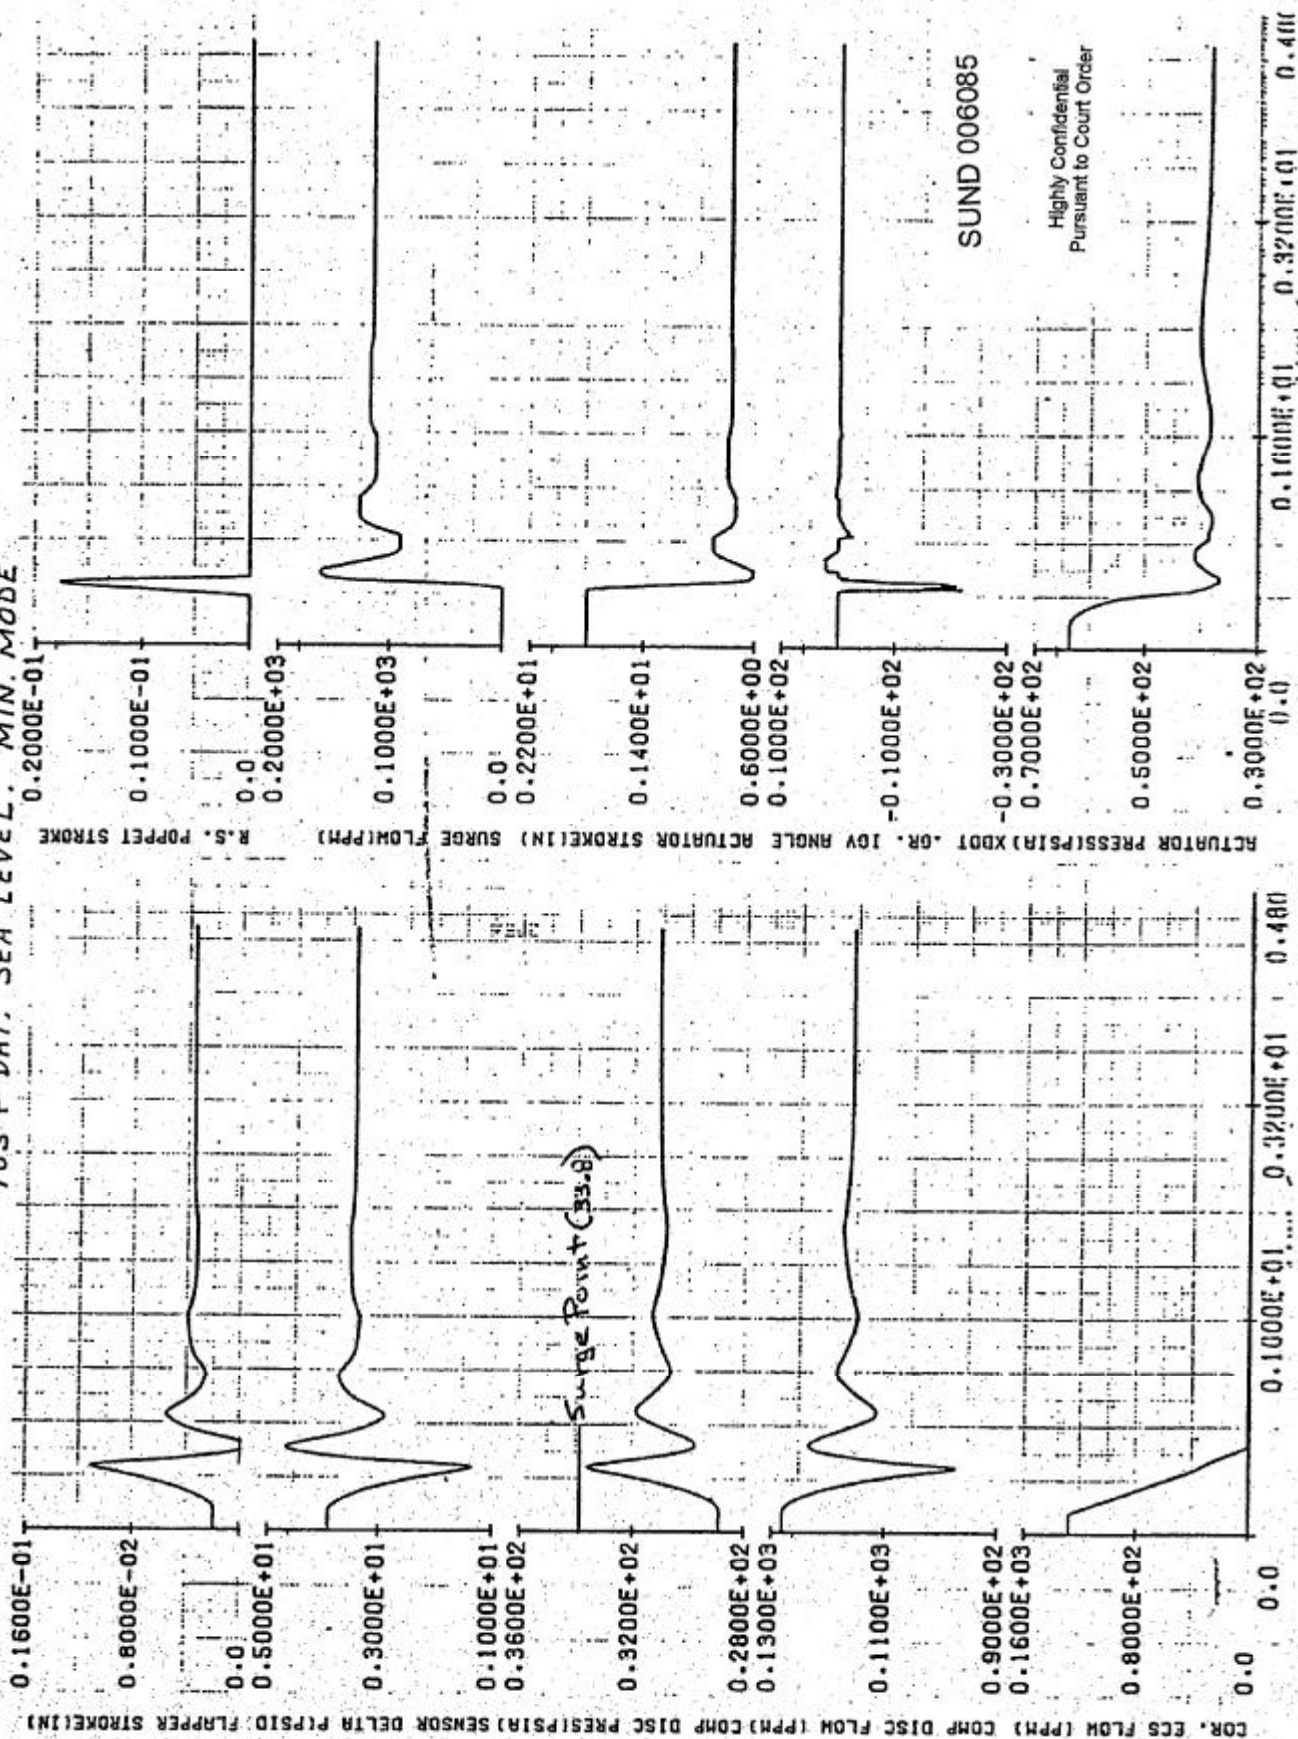 103°F DAY, SEA LEVEL. MIN. MODE
0.2000E-01
0.1000E-01
0.0
R.S. POPPET STROKE
0.2000E+03
0.1000E+03
0.0
SURGE FLOW(PPM)
0.2200E+01
0.1400E+01
0.6000E+00
ACTUATOR STROKE(IN)
0.1000E+02
-0.1000E+02
-0.3000E+02
XDOT .GR. IGV ANGLE
0.7000E+02
0.5000E+02
0.3000E+02
ACTUATOR PRESS(PSIA)
0.0
0.1600E+01
0.3200E+01
SUND 006085
Highly Confidential
Pursuant to Court Order
0.1600E-01
0.8000E-02
0.0
FLAPPER STROKE(IN)
0.5000E+01
0.3000E+01
0.1000E+01
SENSOR DELTA P(PSID
0.3600E+02
0.3200E+02
0.2800E+02
COMP DISC PRES(PSIA)
Surge Point (33.8)
0.1300E+03
0.1100E+03
0.9000E+02
COMP DISC FLOW (PPM)
0.1600E+03
0.8000E+02
0.0
COR. ECS FLOW (PPM)
0.0
0.1600E+01
0.3200E+01
0.480